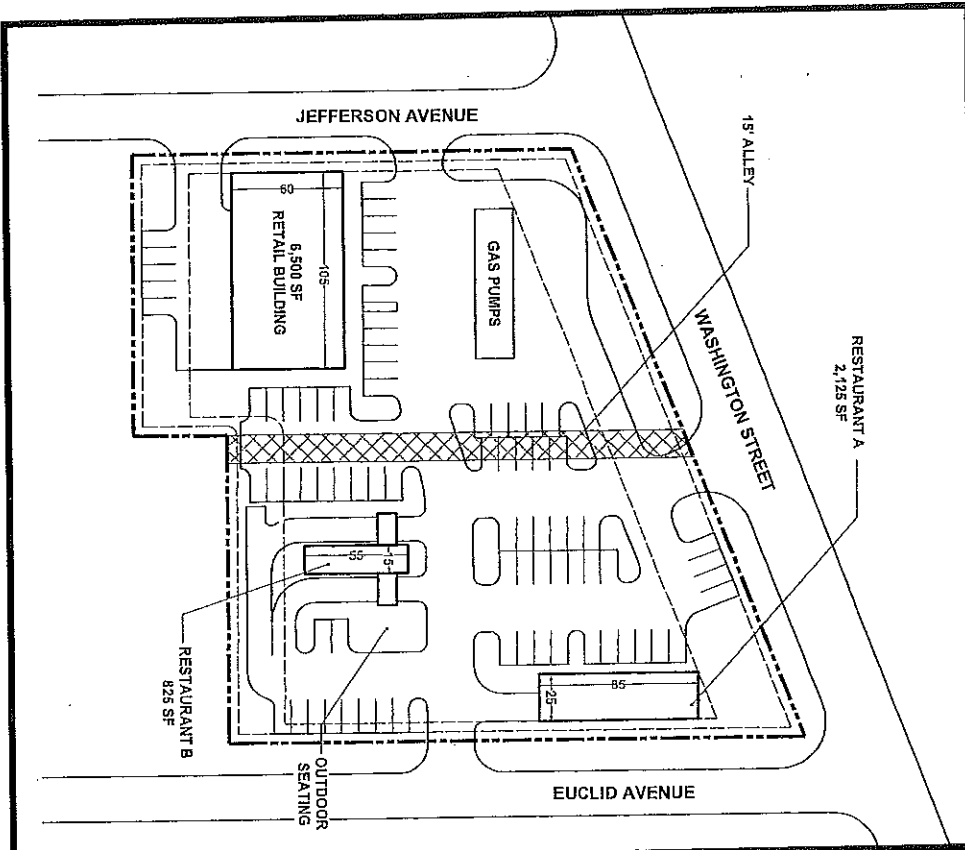 JEFFERSON AVENUE
15' ALLEY
WASHINGTON STREET
RESTAURANT A
2,125 SF
60
105
6,500 SF
RETAIL BUILDING
GAS PUMPS
55
15
85
25
RESTAURANT B
825 SF
OUTDOOR
SEATING
EUCLID AVENUE